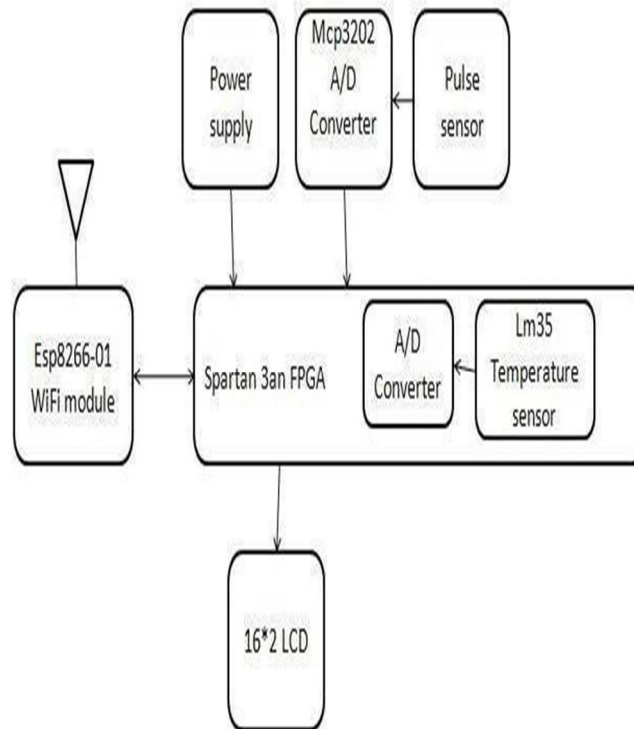 Power
supply
Mcp3202
A/D
Converter
Pulse
sensor
Esp8266-01
WiFi module
Spartan 3an FPGA
A/D
Converter
Lm35
Temperature
sensor
16*2 LCD